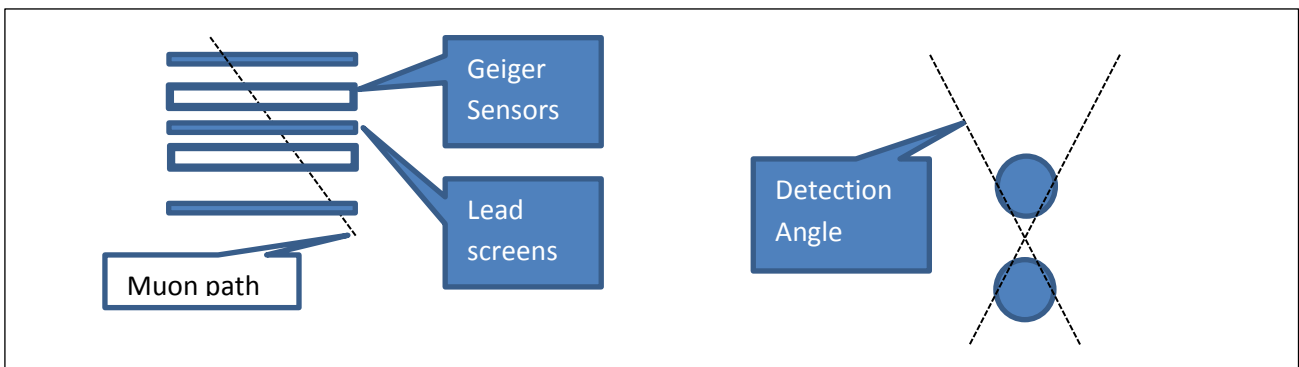 Geiger
Sensors
Lead
screens
Muon path
Detection
Angle